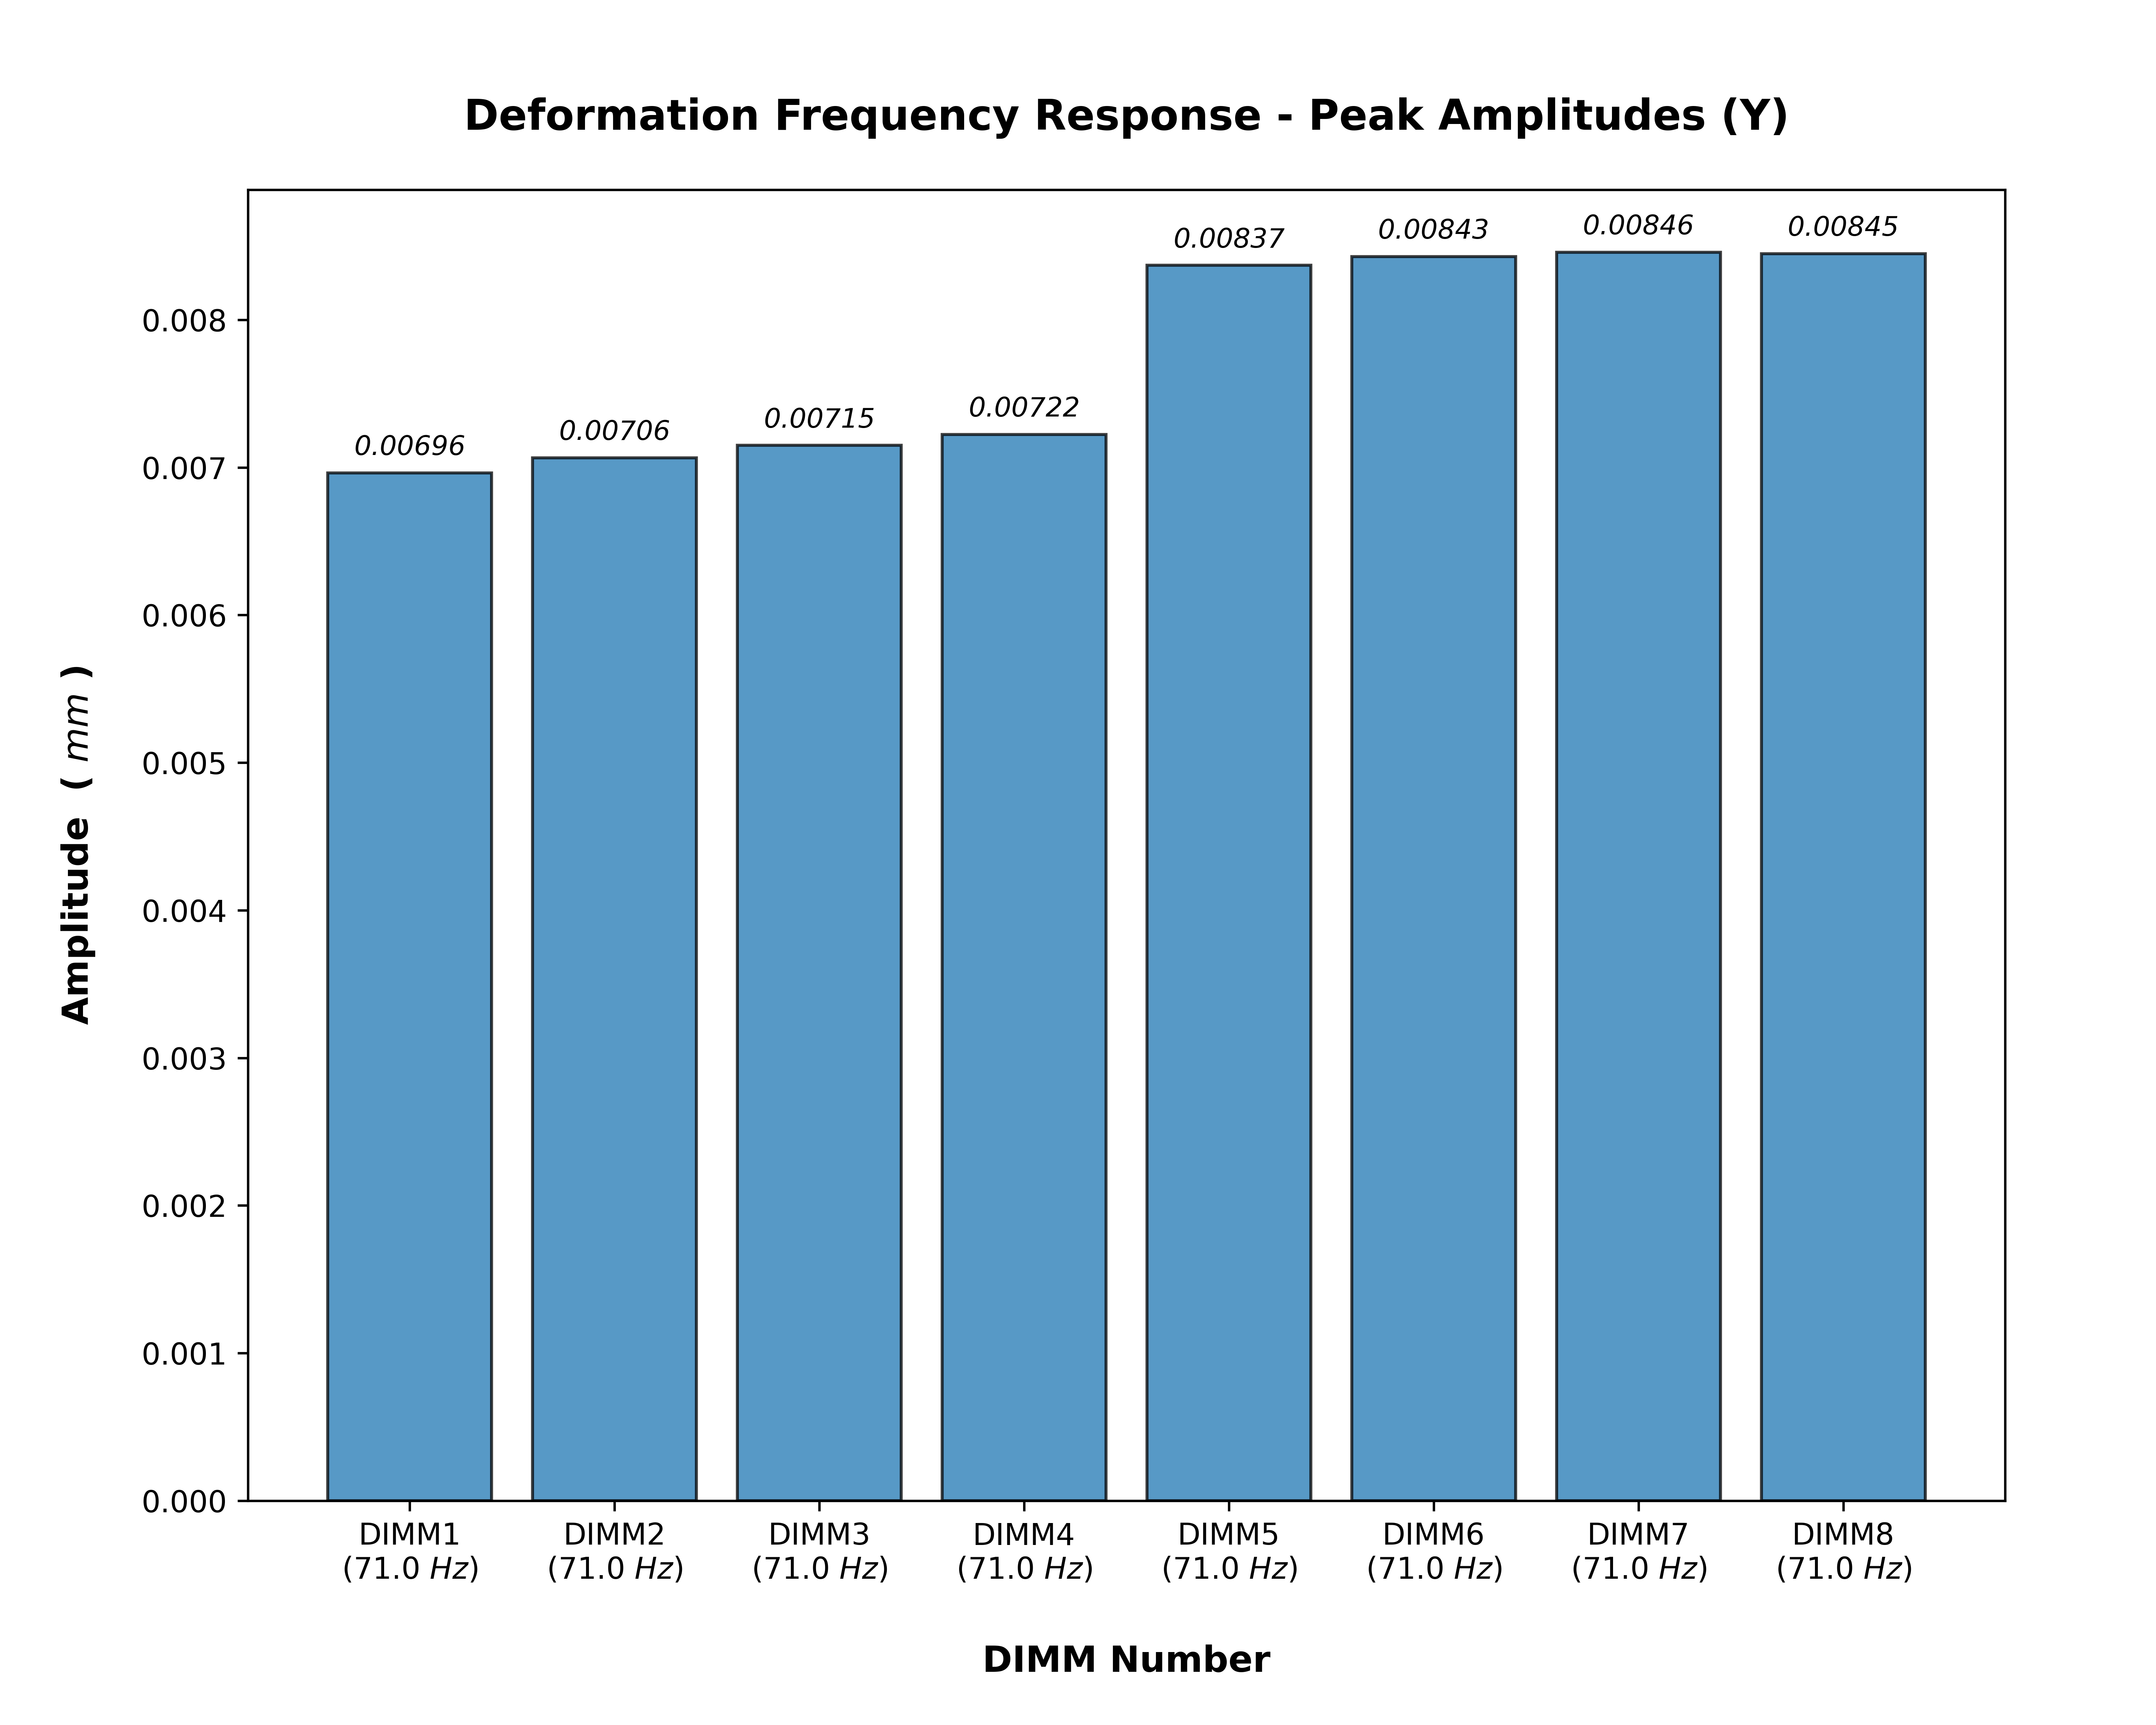 Deformation Frequency Response - Peak Amplitudes (Y)
Amplitude ( mm )
0.008
0.007
0.006
0.005
0.004
0.003
0.002
0.001
0.000
0.00696
0.00706
0.00715
0.00722
0.00837
0.00843
0.00846
0.00845
DIMM1
(71.0 Hz)
DIMM2
(71.0 Hz)
DIMM3
(71.0 Hz)
DIMM4
(71.0 Hz)
DIMM5
(71.0 Hz)
DIMM6
(71.0 Hz)
DIMM7
(71.0 Hz)
DIMM8
(71.0 Hz)
DIMM Number